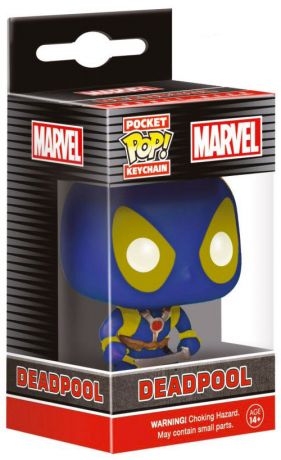 MARVEL
POCKET
POP!
KEYCHAIN
MARVEL
DEADPOOL
DEADPOOL
WARNING! Choking Hazard.
May contain small parts.
AGE
14+